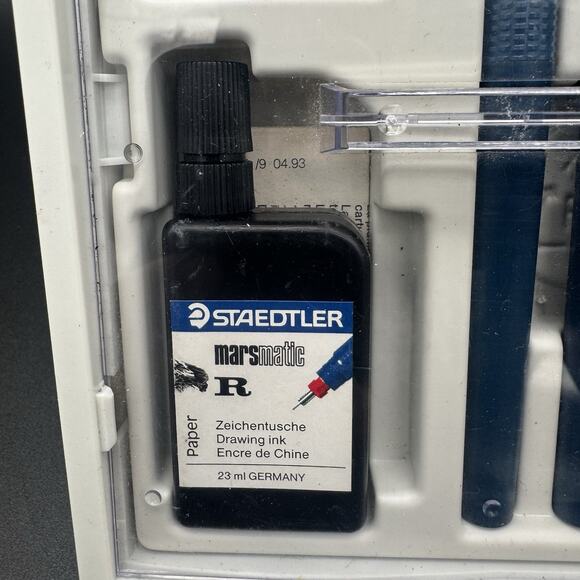 /9 04.93
STAEDTLER
marsmatic
R
Paper
Zeichentusche
Drawing ink
Encre de Chine
23 ml GERMANY